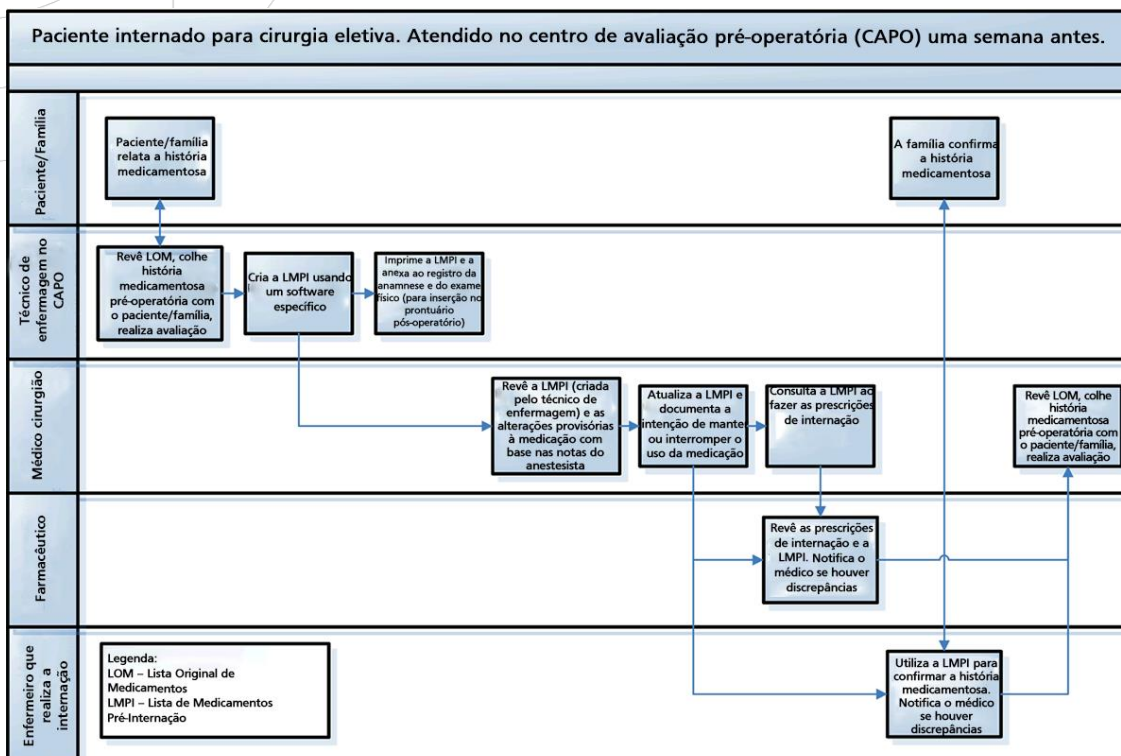 Paciente internado para cirurgia eletiva. Atendido no centro de avaliação pré-operatória (CAPO) uma semana antes.
Paciente/Família
Paciente/família
relata a história
medicamentosa
A família confirma
a história
medicamentosa
Técnico de
enfermagem no
CAPO
Revê LOM, colhe
história
medicamentosa
pré-operatória com
o paciente/família,
realiza avaliação
Cria a LMPI usando
um software
específico
Imprime a LMPI e a
anexa ao registro da
anamnese e do exame
físico (para inserção no
prontuário
pós-operatório)
Médico cirurgião
Revê a LMPI (criada
pelo técnico de
enfermagem) e as
alterações provisórias
à medicação com
base nas notas do
anestesista
Atualiza a LMPI e
documenta a
intenção de manter
ou interromper o
uso da medicação
Consulta a LMPI ao
fazer as prescrições
de internação
Revê LOM, colhe
história
medicamentosa
pré-operatória com
o paciente/família,
realiza avaliação
Farmacêutico
Revê as prescrições
de internação e a
LMPI. Notifica o
médico se houver
discrepâncias
Enfermeiro que
realiza a
internação
Legenda:
LOM – Lista Original de
Medicamentos
LMPI – Lista de Medicamentos
Pré-Internação
Utiliza a LMPI para
confirmar a história
medicamentosa.
Notifica o médico
se houver
discrepâncias